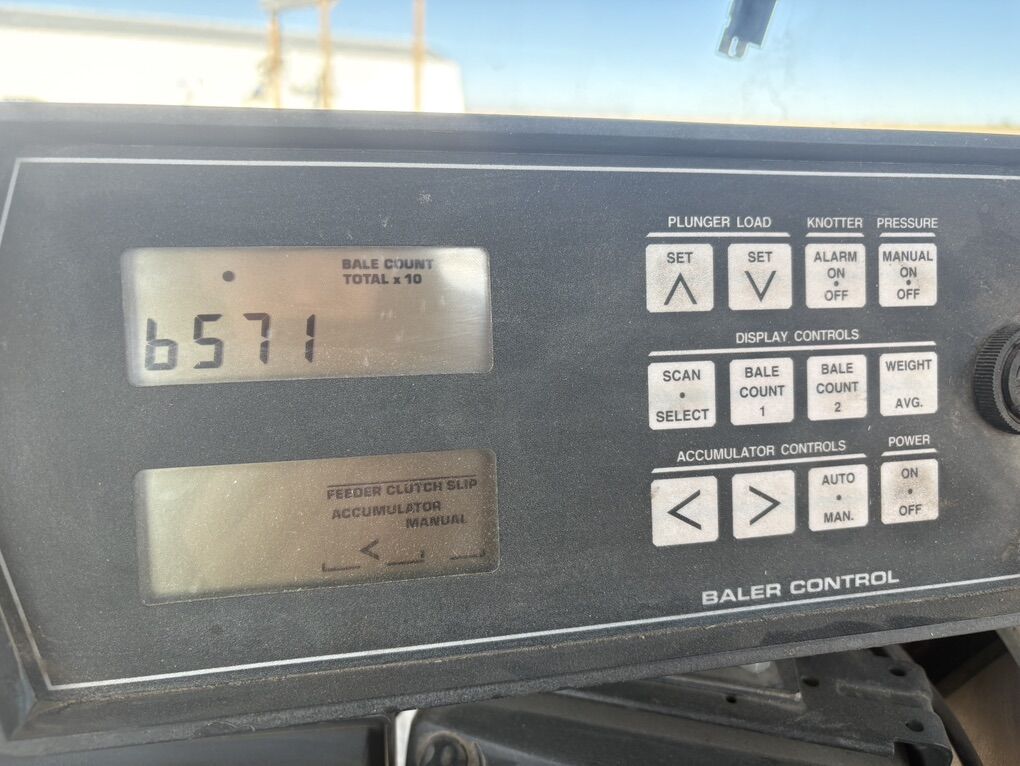 BALE COUNT
TOTAL x 10
6571
FEEDER CLUTCH SLIP
ACCUMULATOR
MANUAL
<
PLUNGER LOAD
SET
SET
KNOTTER
ALARM
ON
OFF
PRESSURE
MANUAL
ON
OFF
DISPLAY CONTROLS
SCAN
SELECT
BALE
COUNT
1
BALE
COUNT
2
WEIGHT
AVG.
ACCUMULATOR CONTROLS
<
>
AUTO
MAN.
POWER
ON
OFF
BALER CONTROL